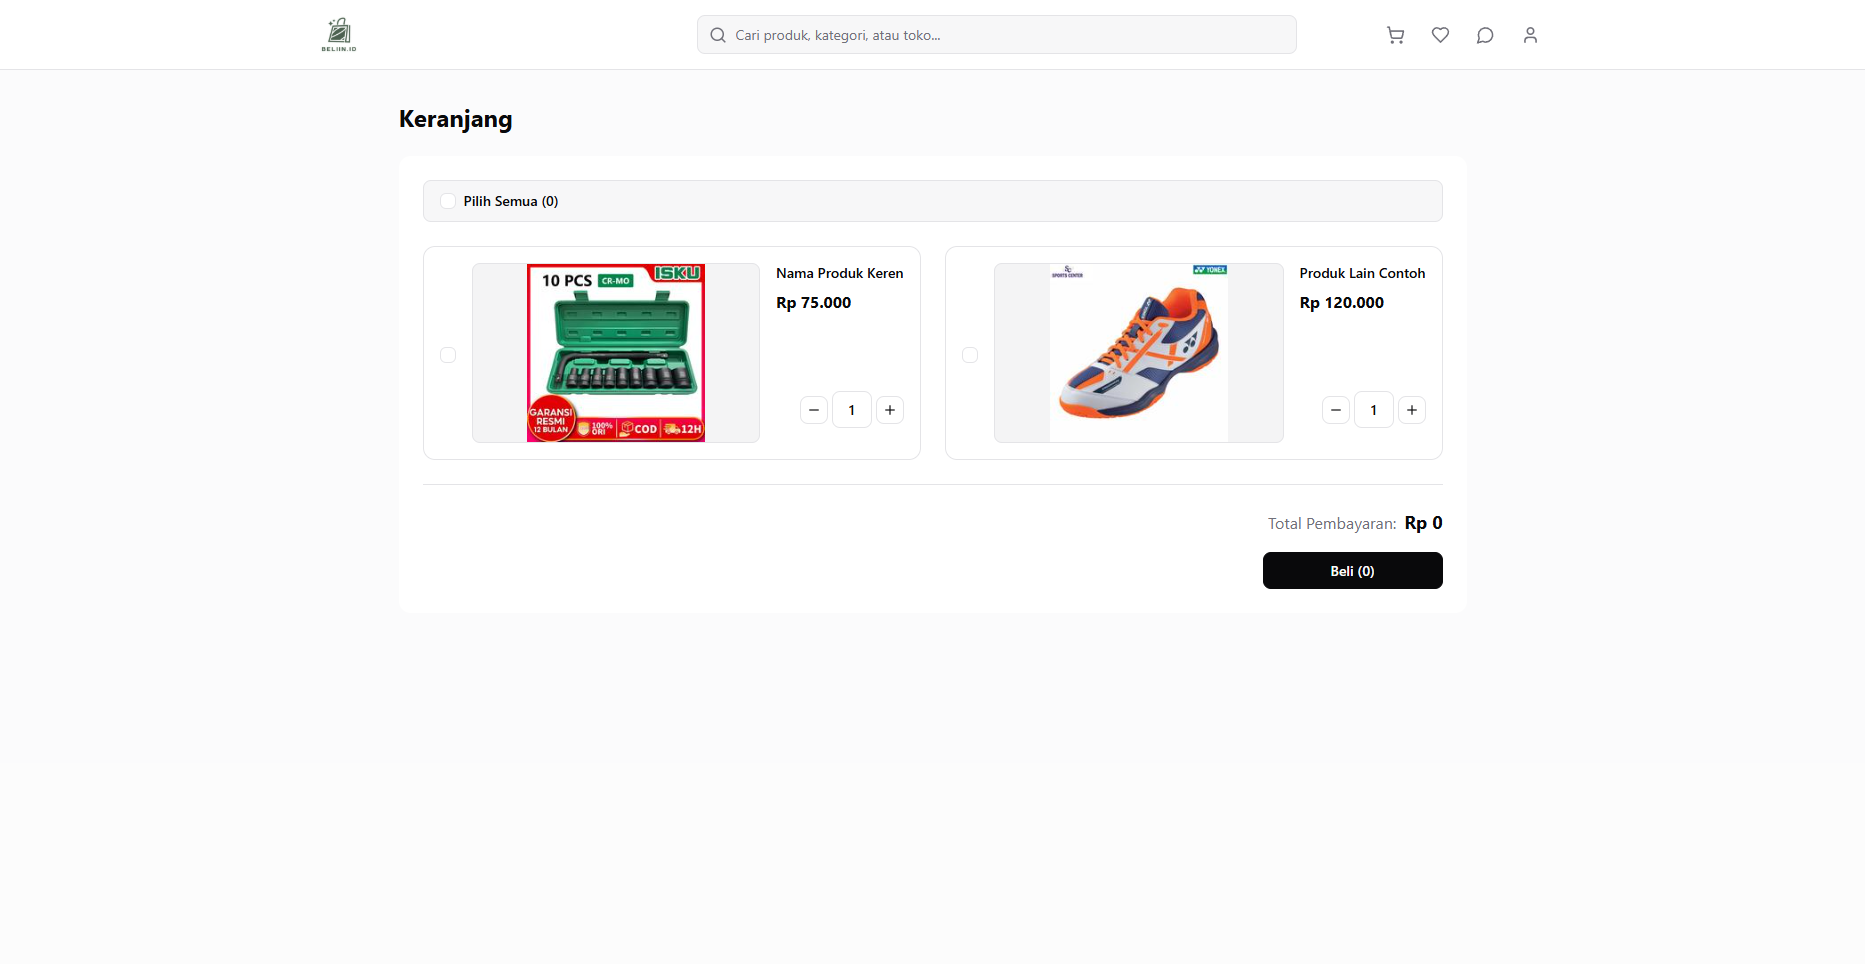 BELIIN.ID
Cari produk, kategori, atau toko...
Keranjang
Pilih Semua (0)
ISKU
10 PCS CR-MO
GARANSI
RESMI
12 BULAN
100%
ORI
COD
12H
Nama Produk Keren
Rp 75.000
1
SC
SPORTS CENTER
YONEX
Produk Lain Contoh
Rp 120.000
1
Total Pembayaran: Rp 0
Beli (0)